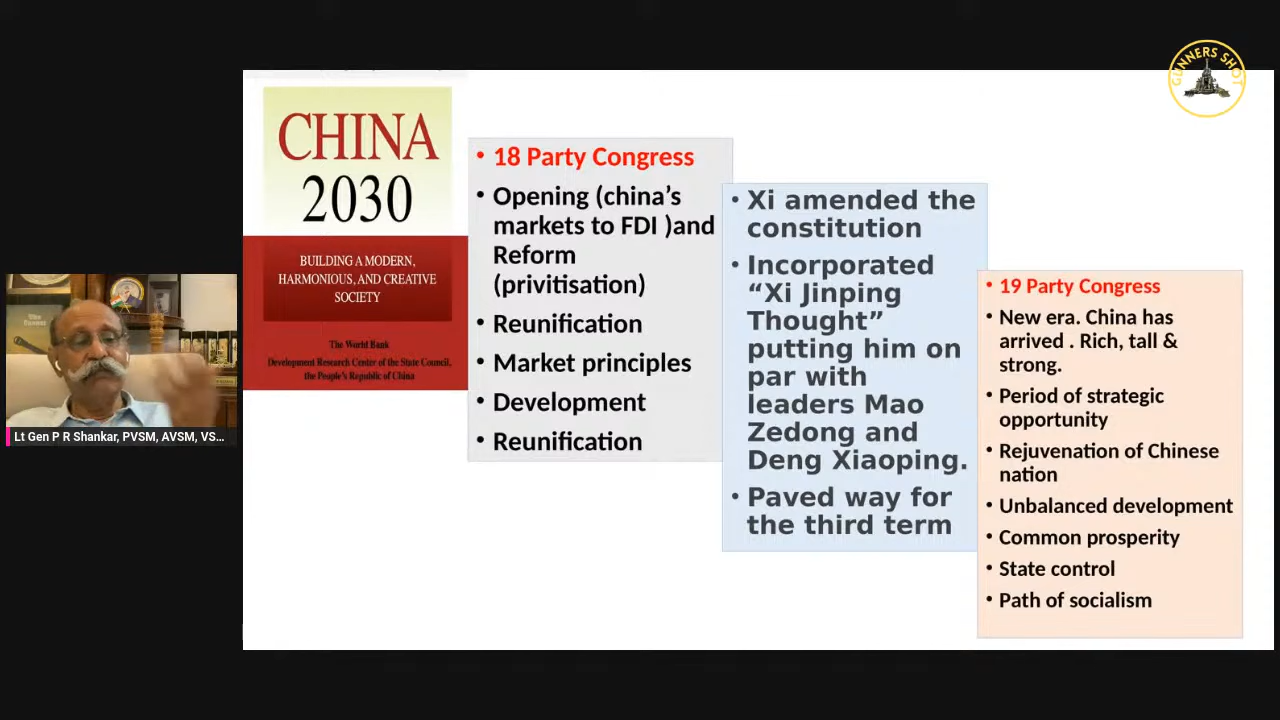 GUNNERS SHOT
CHINA
2030
BUILDING A MODERN,
HARMONIOUS, AND CREATIVE
SOCIETY
The World Bank
Development Research Center of the State Council,
the People's Republic of China
• 18 Party Congress
• Opening (china’s
markets to FDI )and
Reform
(privitisation)
• Reunification
• Market principles
• Development
• Reunification
• Xi amended the
constitution
• Incorporated
“Xi Jinping
Thought”
putting him on
par with
leaders Mao
Zedong and
Deng Xiaoping.
• Paved way for
the third term
• 19 Party Congress
• New era. China has
arrived . Rich, tall &
strong.
• Period of strategic
opportunity
• Rejuvenation of Chinese
nation
• Unbalanced development
• Common prosperity
• State control
• Path of socialism
Lt Gen P R Shankar, PVSM, AVSM, VS...